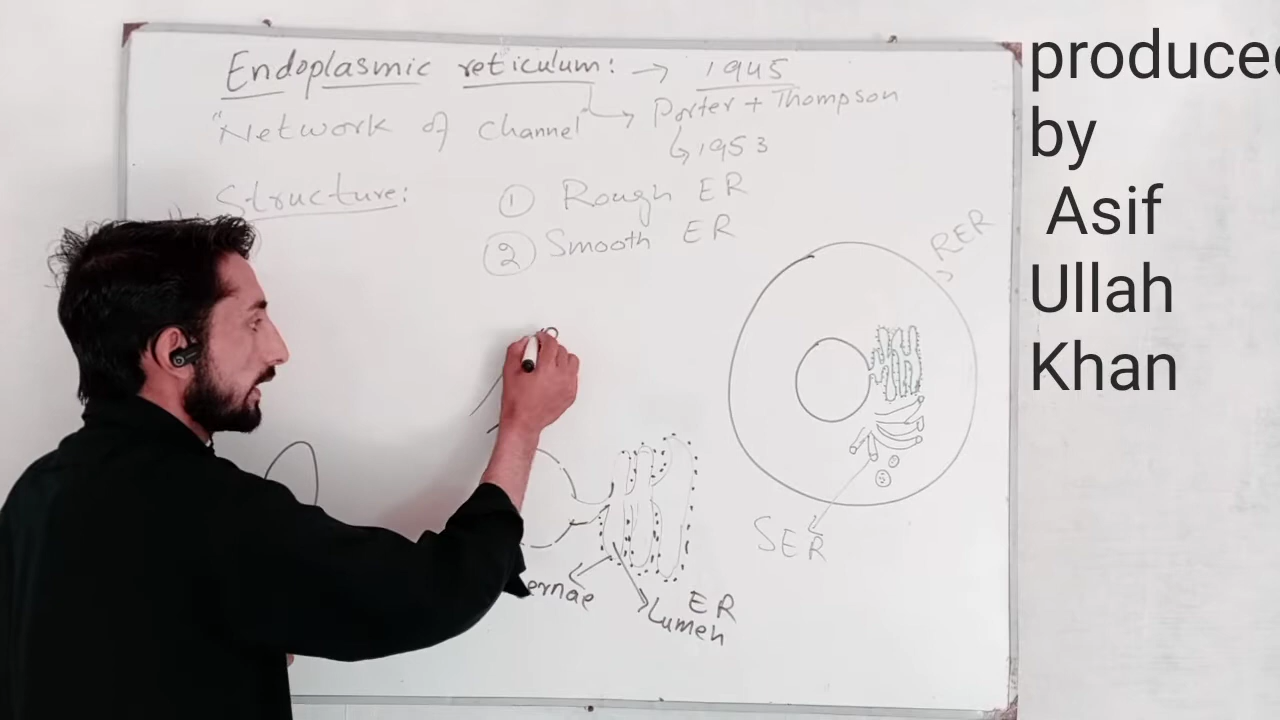 Endoplasmic reticulum: → 1945
"Network of channel → Porter + Thompson
↳ 1953
Structure:
① Rough ER
② Smooth ER
RER
SER
ernae
Lumen
ER
produced
by
Asif
Ullah
Khan